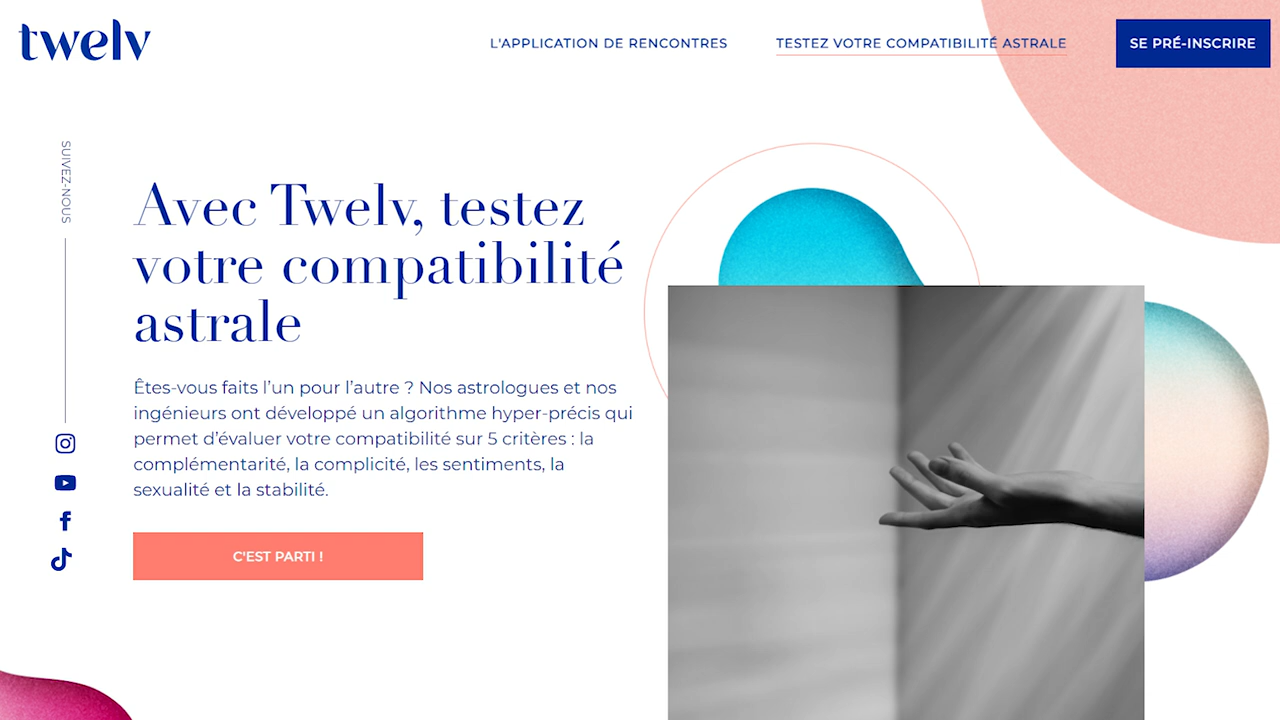 twelv
L'APPLICATION DE RENCONTRES
TESTEZ VOTRE COMPATIBILITÉ ASTRALE
SE PRÉ-INSCRIRE
SUIVEZ-NOUS
Avec Twelv, testez
votre compatibilité
astrale
Êtes-vous faits l’un pour l’autre ? Nos astrologues et nos
ingénieurs ont développé un algorithme hyper-précis qui
permet d’évaluer votre compatibilité sur 5 critères : la
complémentarité, la complicité, les sentiments, la
sexualité et la stabilité.
C'EST PARTI !